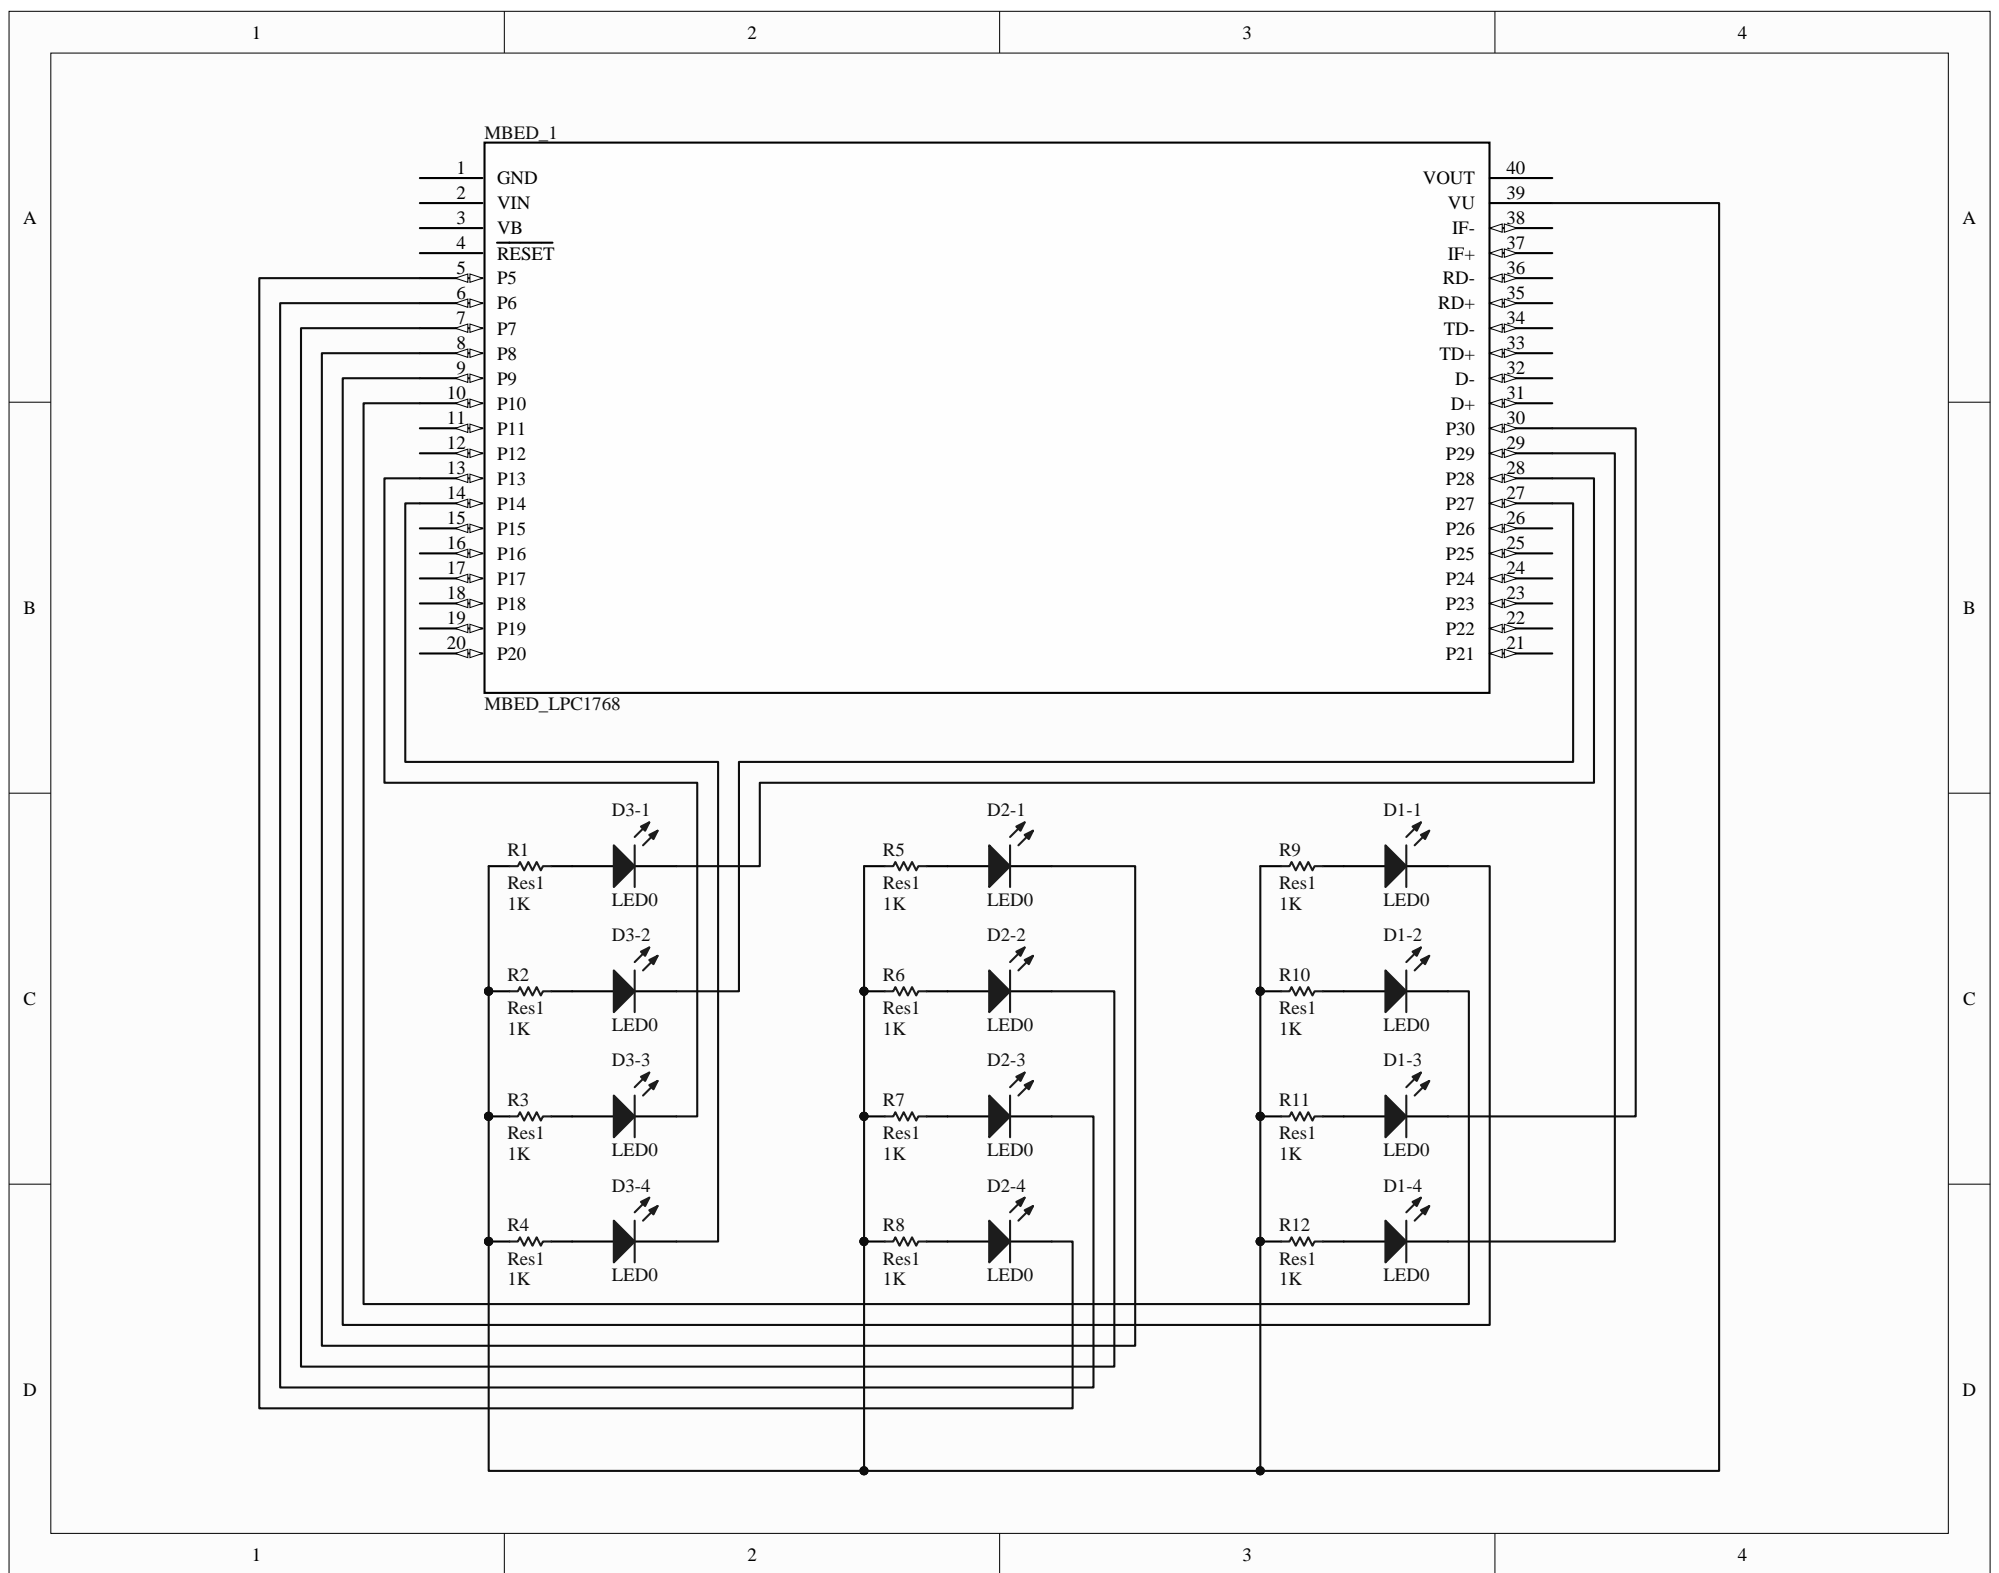 1 2 3 4
MBED_1
1 GND VOUT 40
2 VIN VU 39
A 3 VB IF- 38 A
4 RESET IF+ 37
5 P5 RD- 36
6 P6 RD+ 35
7 P7 TD- 34
8 P8 TD+ 33
9 P9 D- 32
10 P10 D+ 31
11 P11 P30 30
12 P12 P29 29
13 P13 P28 28
14 P14 P27 27
15 P15 P26 26
16 P16 P25 25
17 P17 P24 24
B 18 P18 P23 23 B
19 P19 P22 22
20 P20 P21 21
MBED_LPC1768
D3-1 D2-1 D1-1
R1 R5 R9
Res1 Res1 Res1
1K LED0 1K LED0 1K LED0
D3-2 D2-2 D1-2
R2 R6 R10
C C
Res1 Res1 Res1
1K LED0 1K LED0 1K LED0
D3-3 D2-3 D1-3
R3 R7 R11
Res1 Res1 Res1
1K LED0 1K LED0 1K LED0
D3-4 D2-4 D1-4
R4 R8 R12
Res1 Res1 Res1
1K LED0 1K LED0 1K LED0
D D
1 2 3 4